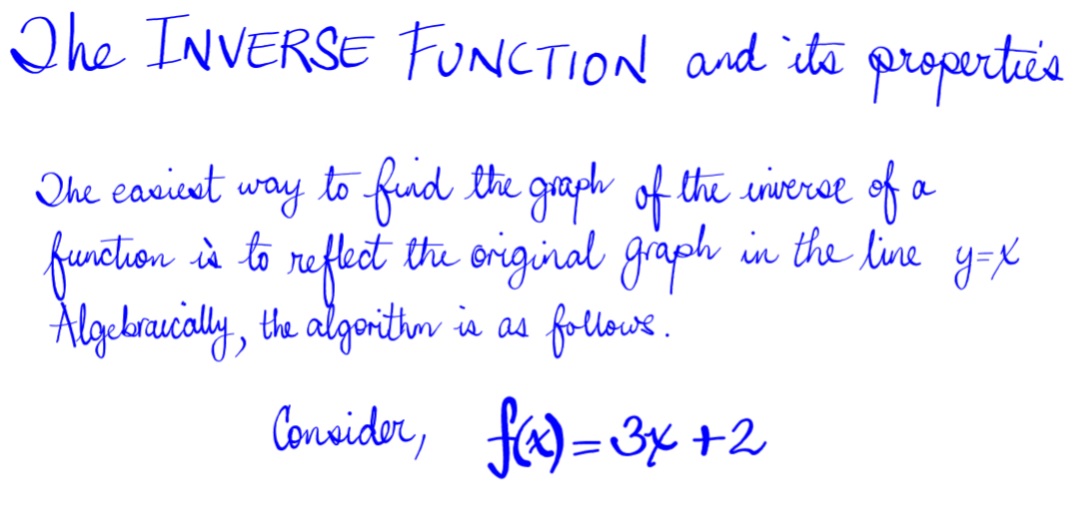 The INVERSE FUNCTION and its properties
The easiest way to find the graph of the inverse of a
function is to reflect the original graph in the line y=x
Algebraically, the algorithm is as follows.
Consider, f(x)=3x+2